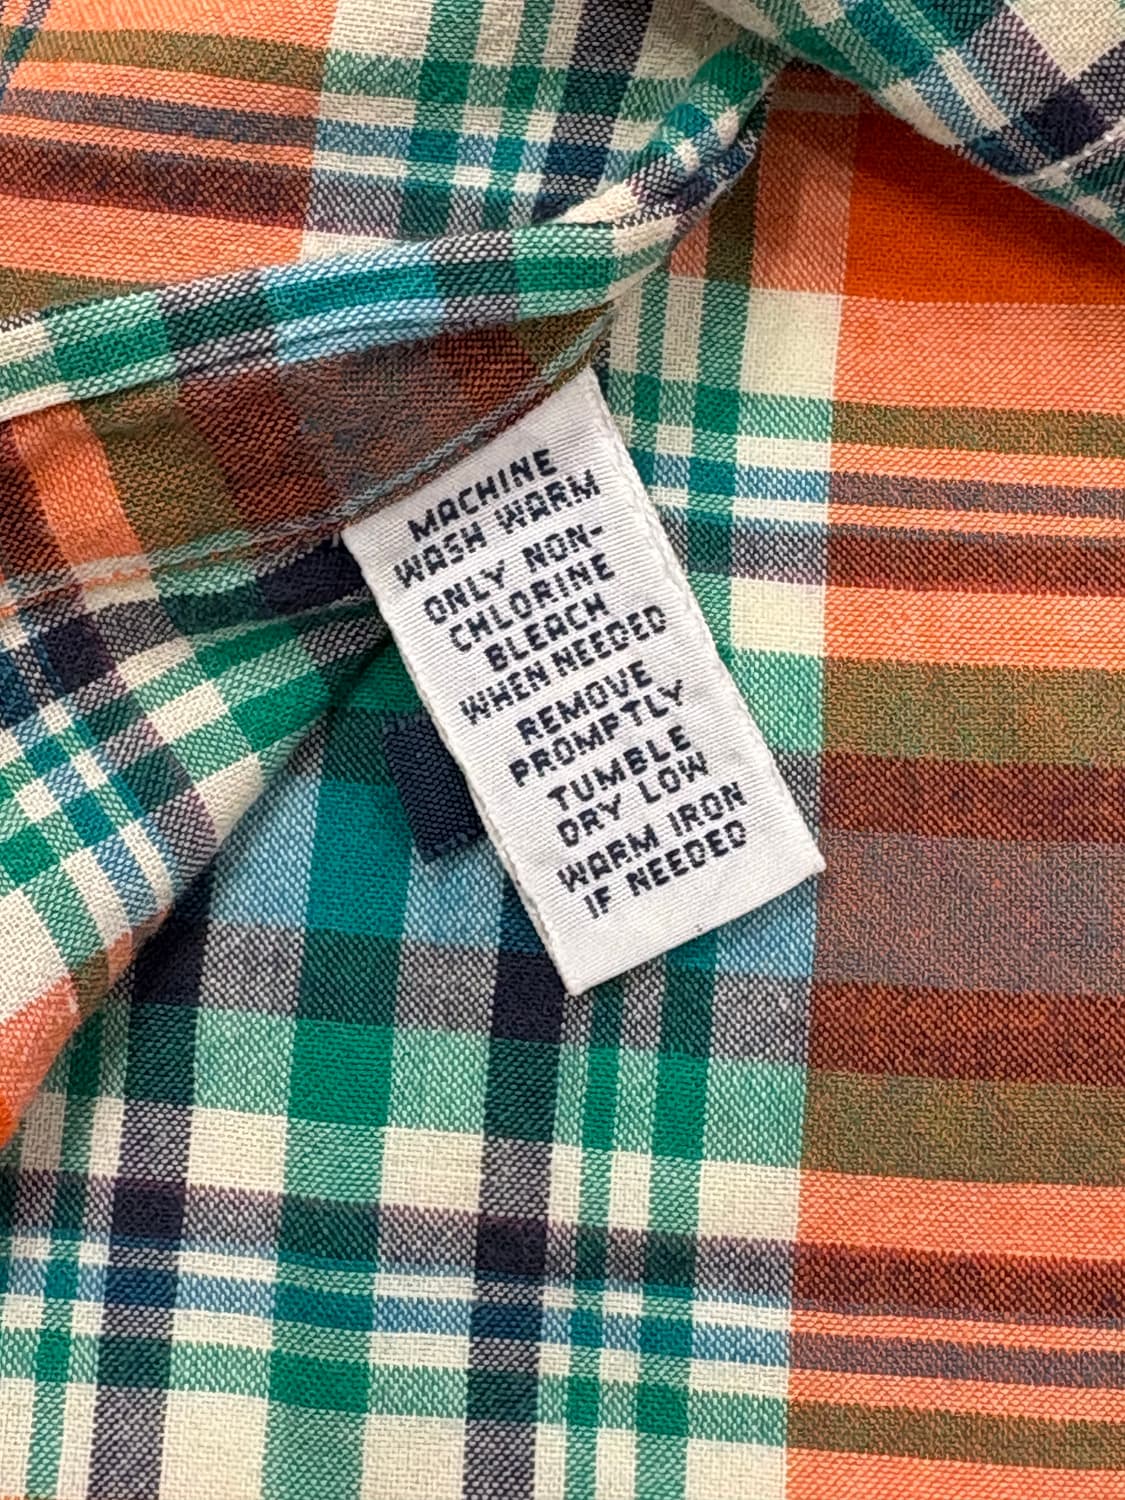 MACHINE
WASH WARM
ONLY NON-
CHLORINE
BLEACH
WHEN NEEDED
REMOVE
PROMPTLY
TUMBLE
DRY LOW
WARM IRON
IF NEEDED